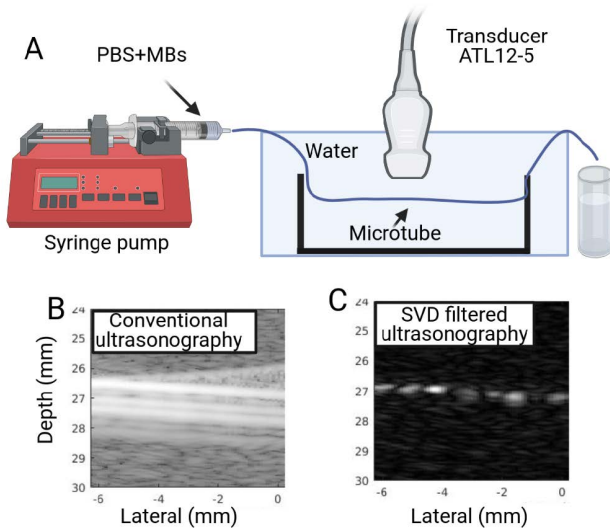 A
PBS+MBs
Transducer
ATL12-5
Water
Microtube
Syringe pump
B
C
24
Conventional
ultrasonography
25
26
27
28
29
30
Depth (mm)
-6
-4
-2
0
Lateral (mm)
24
SVD filtered
ultrasonography
25
26
27
28
29
30
-6
-4
-2
0
Lateral (mm)